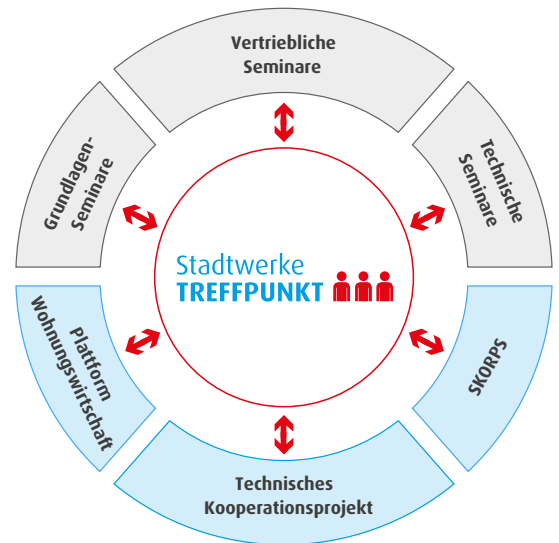 Vertriebliche
Seminare
Grundlagen-
Seminare
Technische
Seminare
Stadtwerke
TREFFPUNKT
Plattform
Wohnungswirtschaft
SKORPS
Technisches
Kooperationsprojekt